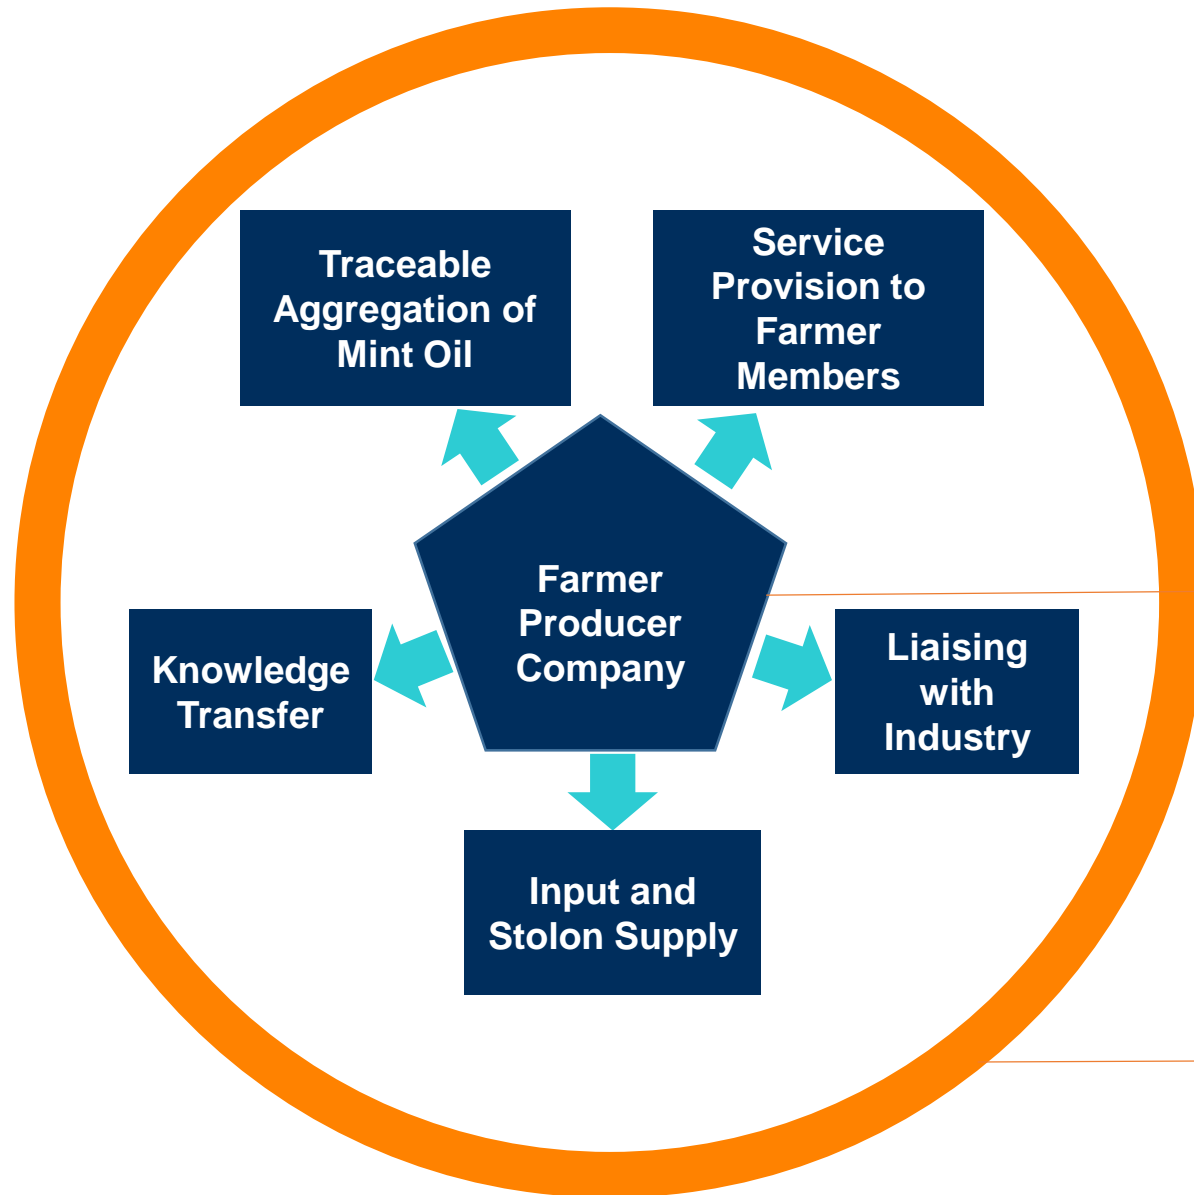 Traceable
Aggregation of
Mint Oil
Service
Provision to
Farmer
Members
Farmer
Producer
Company
Knowledge
Transfer
Liaising
with
Industry
Input and
Stolon Supply